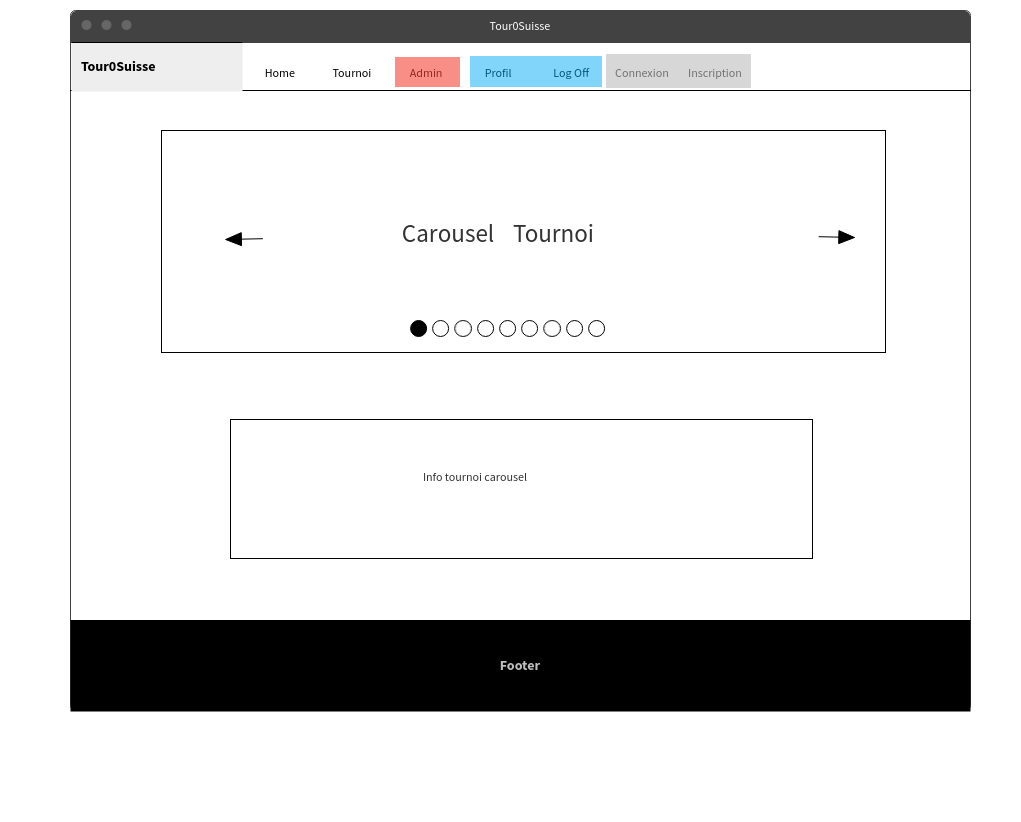 Tour0Suisse
Tour0Suisse
Home Tournoi Admin Profil Log Off Connexion Inscription
Carousel Tournoi
Info tournoi carousel
Footer